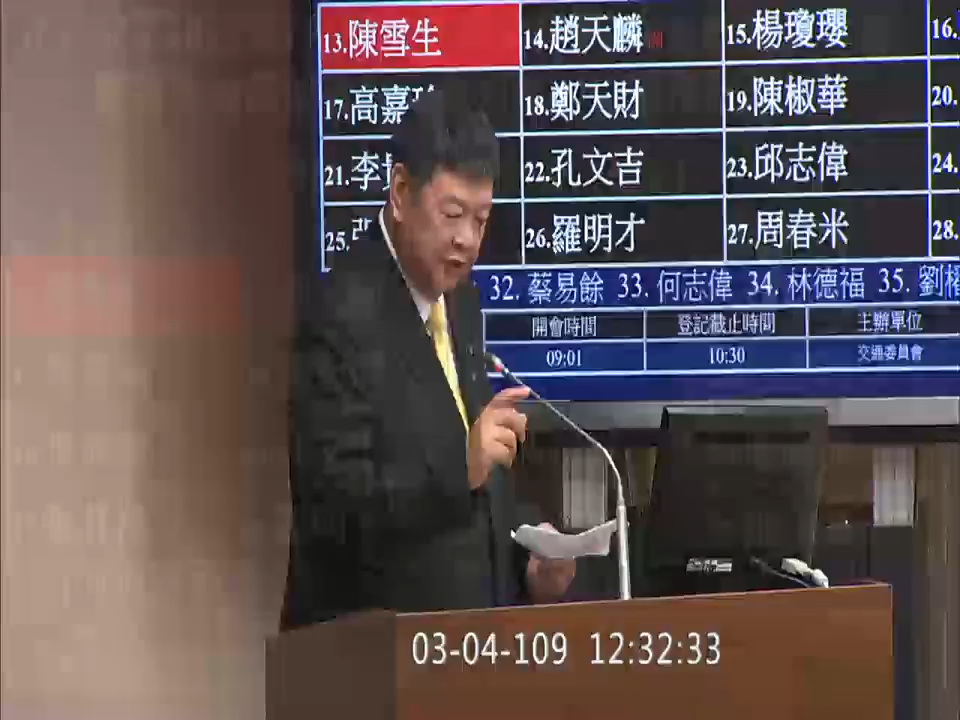 13.陳雪生 14.趙天麟 15.楊瓊瓔 16.
17.高嘉 18.鄭天財 19.陳椒華 20.
21.李 22.孔文吉 23.邱志偉 24.
25. 26.羅明才 27.周春米 28.
32. 蔡易餘 33. 何志偉 34. 林德福 35. 劉櫂
開會時間 登記截止時間 主辦單位
09:01 10:30 交通委員會
03-04-109 12:32:33